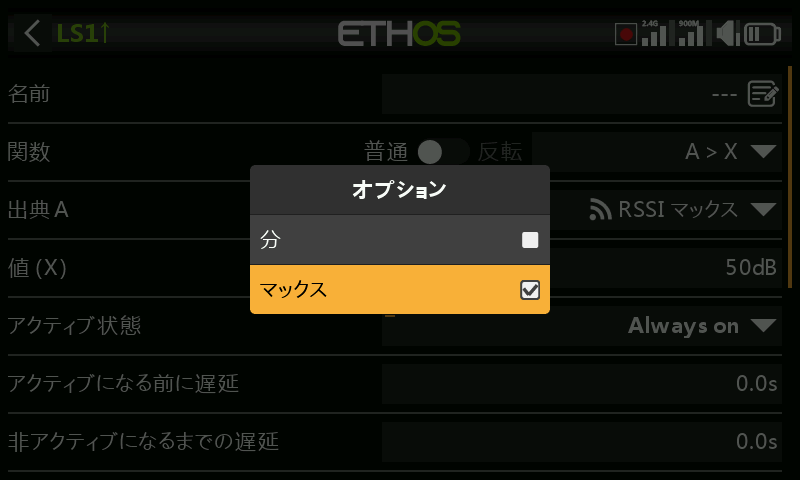 LS1↑
ETHOS
2.4G
900M
名前
---
関数
普通
反転
A > X
オプション
出典 A
RSSI マックス
分
値 (X)
50dB
マックス
アクティブ状態
Always on
アクティブになる前に遅延
0.0s
非アクティブになるまでの遅延
0.0s